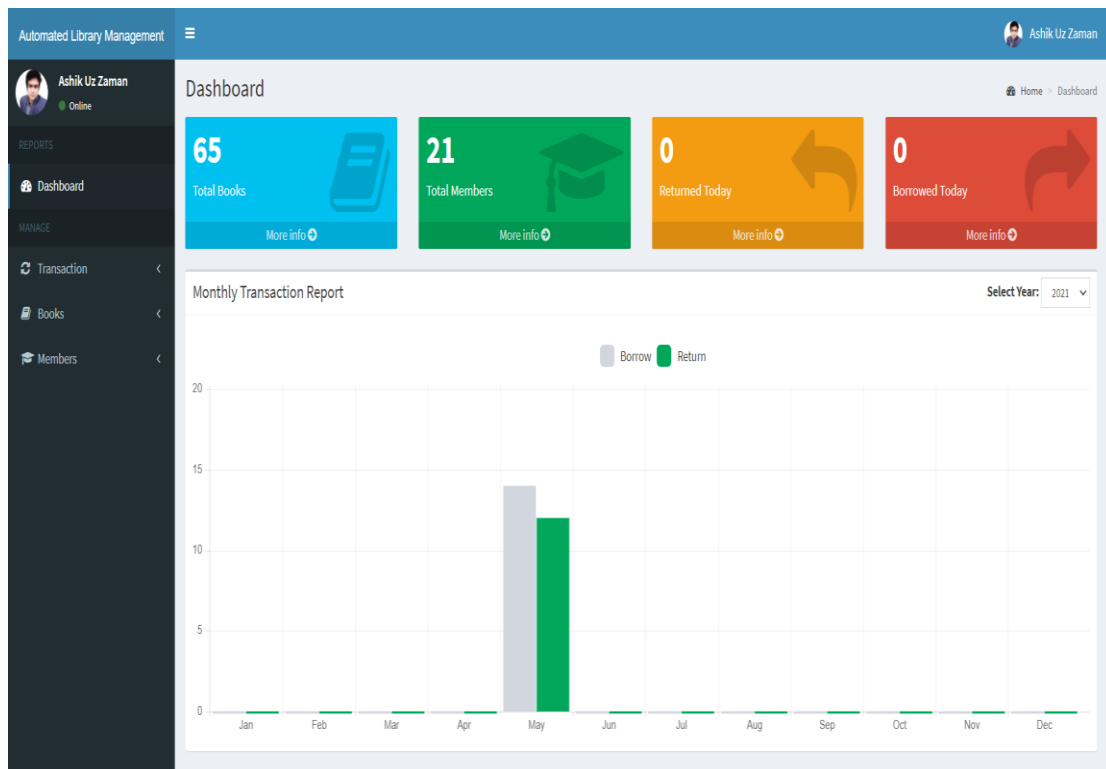 Automated Library Management
Ashik Uz Zaman
Ashik Uz Zaman
Online
REPORTS
Dashboard
MANAGE
Transaction
Books
Members
Dashboard
Home > Dashboard
65
Total Books
More info
21
Total Members
More info
0
Returned Today
More info
0
Borrowed Today
More info
Monthly Transaction Report
Select Year: 2021
Borrow Return
20
15
10
5
0
Jan Feb Mar Apr May Jun Jul Aug Sep Oct Nov Dec